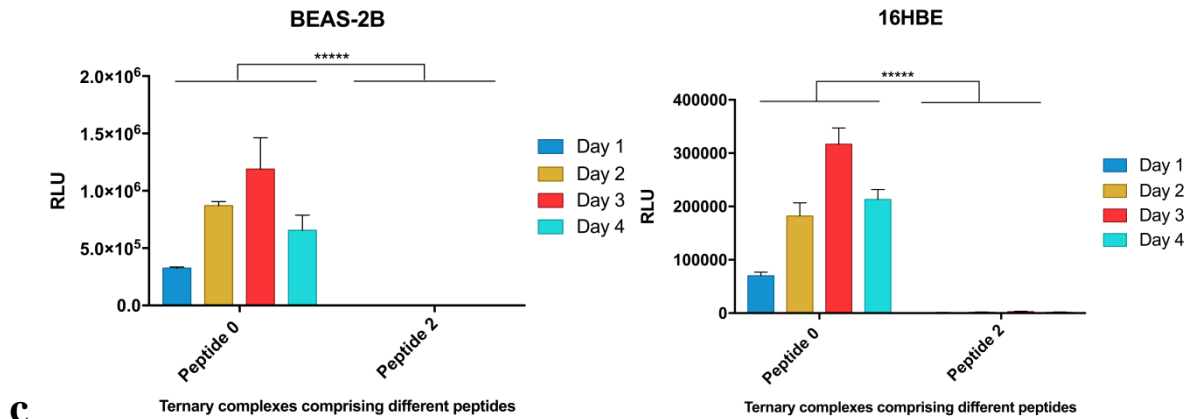 BEAS-2B
*****
2.0×10⁶
1.5×10⁶
1.0×10⁶
5.0×10⁵
0.0
RLU
Day 1
Day 2
Day 3
Day 4
Peptide 0
Peptide 2
Ternary complexes comprising different peptides
16HBE
*****
400000
300000
200000
100000
0
RLU
Day 1
Day 2
Day 3
Day 4
Peptide 0
Peptide 2
Ternary complexes comprising different peptides
c